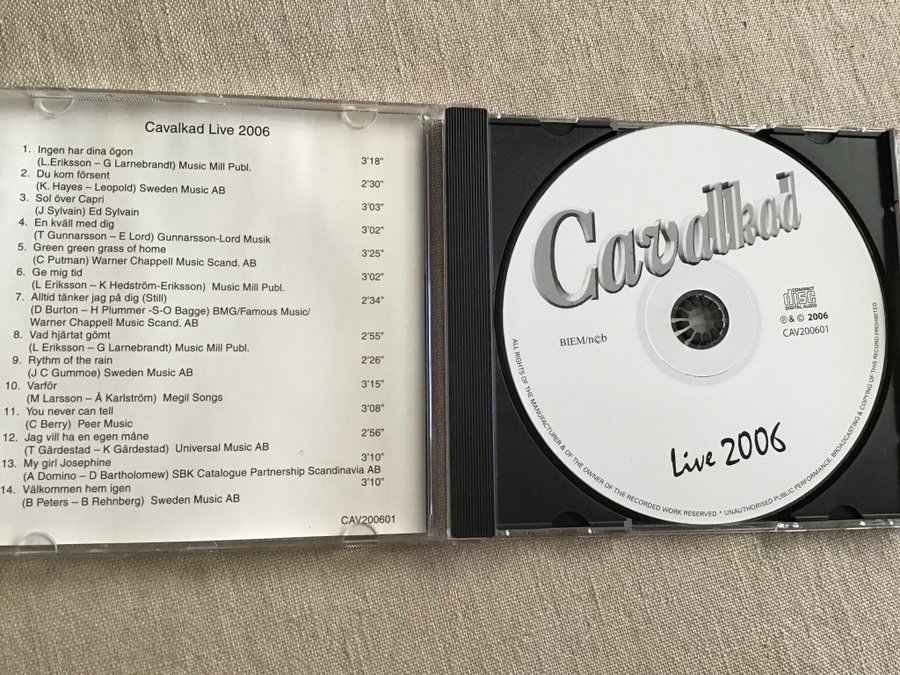 Cavalkad Live 2006
1. Ingen har dina ögon
(L.Eriksson – G Larnebrandt) Music Mill Publ. 3'18"
2. Du kom försent
(K. Hayes – Leopold) Sweden Music AB 2'30"
3. Sol över Capri
(J Sylvain) Ed Sylvain 3'03"
4. En kväll med dig
(T Gunnarsson – E Lord) Gunnarsson-Lord Musik 3'02"
5. Green green grass of home
(C Putman) Warner Chappell Music Scand. AB 3'25"
6. Ge mig tid
(L Eriksson – K Hedström-Eriksson) Music Mill Publ. 3'02"
7. Alltid tänker jag på dig (Still)
(D Burton – H Plummer -S-O Bagge) BMG/Famous Music/ 2'34"
Warner Chappell Music Scand. AB
8. Vad hjärtat gömt
(L Eriksson – G Larnebrandt) Music Mill Publ. 2'55"
9. Rythm of the rain
(J C Gummoe) Sweden Music AB 2'26"
10. Varför
(M Larsson – Å Karlström) Megil Songs 3'15"
11. You never can tell
(C Berry) Peer Music 3'08"
12. Jag vill ha en egen måne
(T Gärdestad – K Gärdestad) Universal Music AB 2'56"
13. My girl Josephine 3'10"
(A Domino – D Bartholomew) SBK Catalogue Partnership Scandinavia AB
14. Välkommen hem igen 3'10"
(B Peters – B Rehnberg) Sweden Music AB
CAV200601
Cavalkad
COMPACT
disc
DIGITAL AUDIO
BIEM/n©b
℗ & © 2006
CAV200601
Live 2006
ALL RIGHTS OF THE MANUFACTURER & OF THE OWNER OF THE RECORDED WORK RESERVED * UNAUTHORISED PUBLIC PERFORMANCE, BROADCASTING & COPYING OF THIS RECORD PROHIBITED